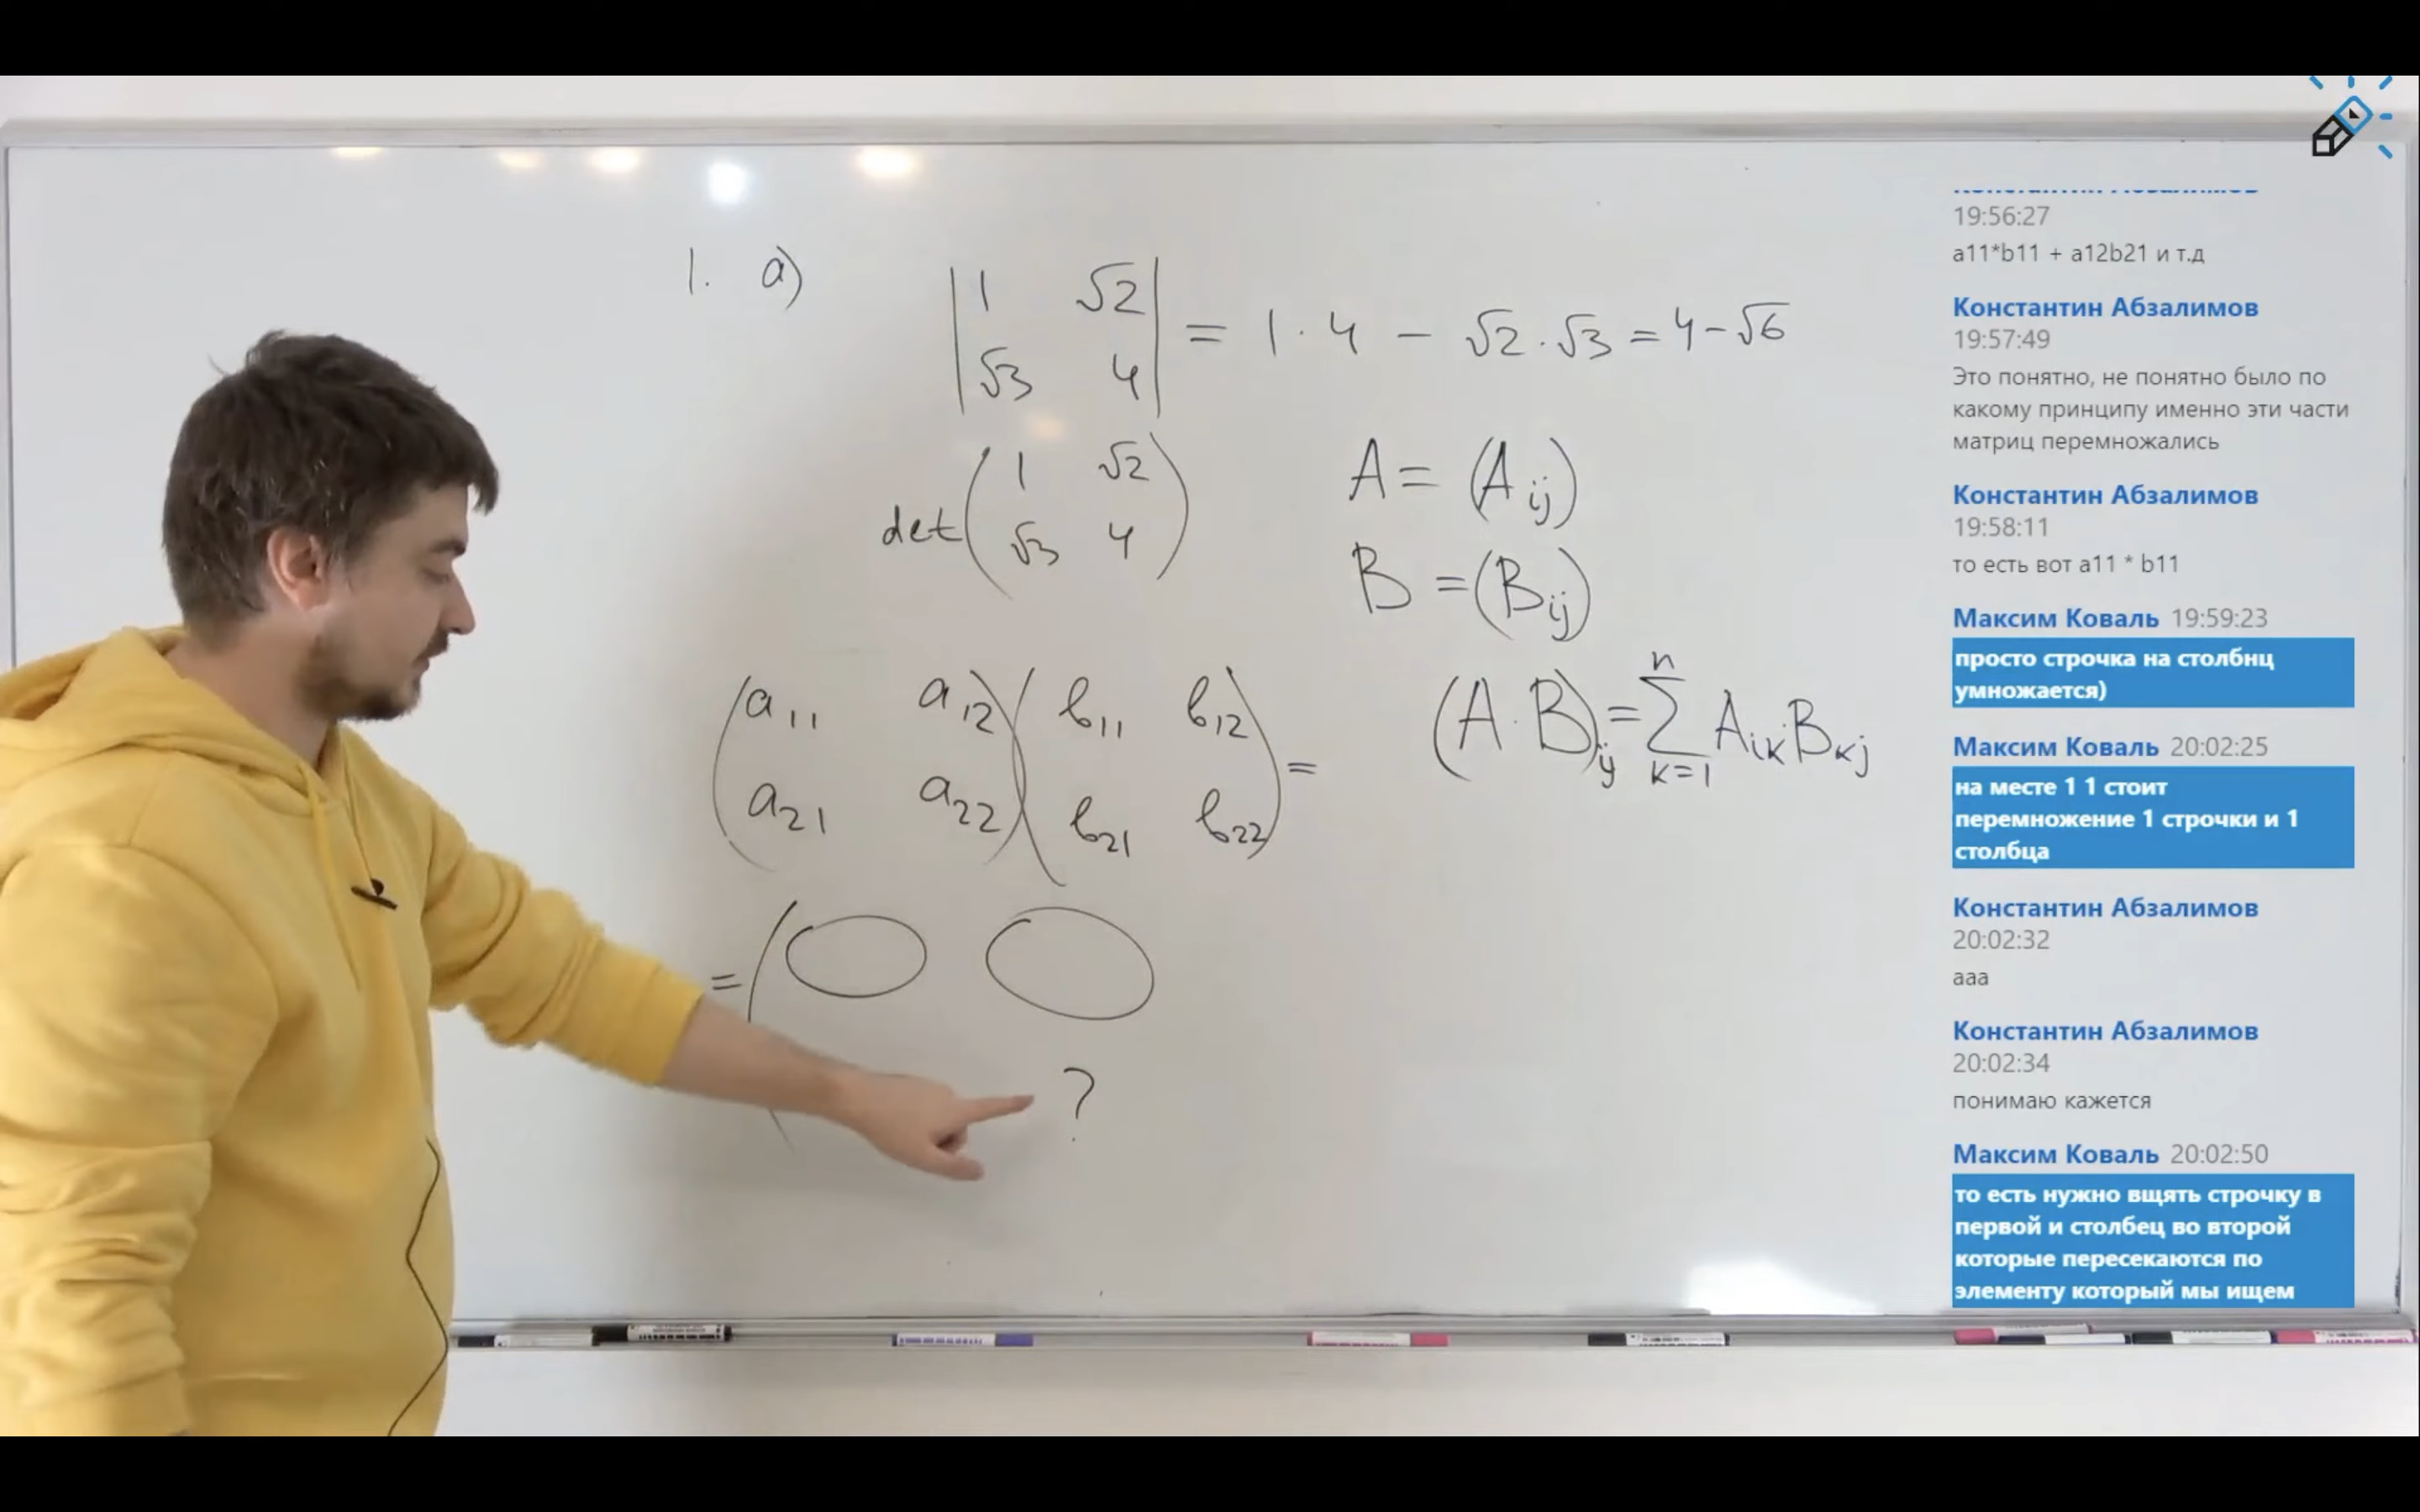 1. a)
|1 √2|
|√3 4| = 1 · 4 − √2 · √3 = 4 − √6
det (1 √2)
(√3 4)
A = (A ij)
B = (B ij)
(a11 a12) (b11 b12)
(a21 a22) (b21 b22) =
(A · B)ij = n Σ k=1 Aik Bkj
= (
?
19:56:27
a11*b11 + a12b21 и т.д
Константин Абзалимов
19:57:49
Это понятно, не понятно было по
какому принципу именно эти части
матриц перемножались
Константин Абзалимов
19:58:11
то есть вот a11 * b11
Максим Коваль 19:59:23
просто строчка на столбнц
умножается)
Максим Коваль 20:02:25
на месте 1 1 стоит
перемножение 1 строчки и 1
столбца
Константин Абзалимов
20:02:32
ааа
Константин Абзалимов
20:02:34
понимаю кажется
Максим Коваль 20:02:50
то есть нужно вщять строчку в
первой и столбец во второй
которые пересекаются по
элементу который мы ищем